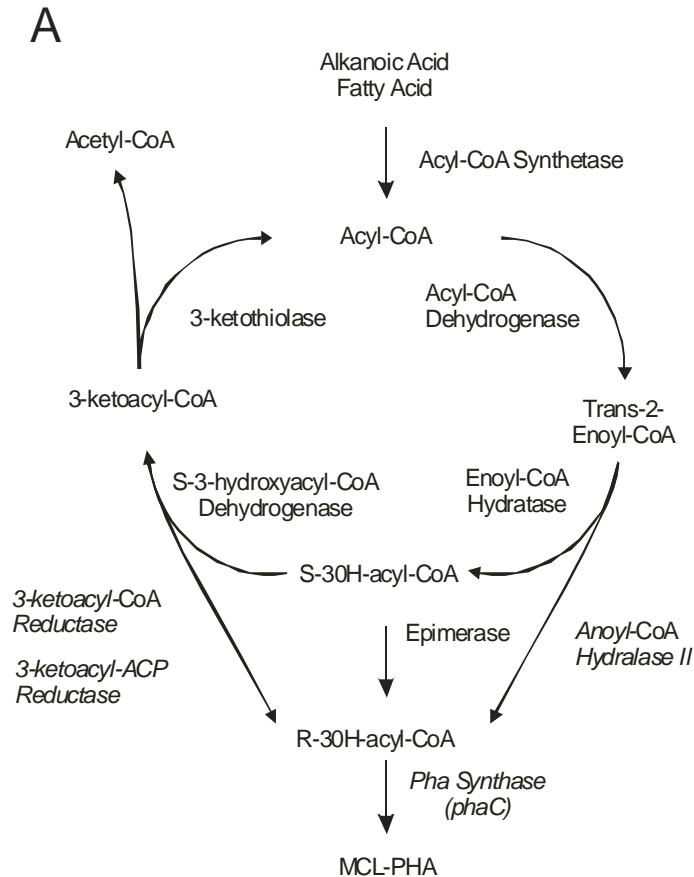 A
Alkanoic Acid
Fatty Acid
Acetyl-CoA
Acyl-CoA Synthetase
Acyl-CoA
3-ketothiolase
Acyl-CoA
Dehydrogenase
3-ketoacyl-CoA
Trans-2-
Enoyl-CoA
S-3-hydroxyacyl-CoA
Dehydrogenase
Enoyl-CoA
Hydratase
S-30H-acyl-CoA
3-ketoacyl-CoA
Reductase
3-ketoacyl-ACP
Reductase
Epimerase
Anoyl-CoA
Hydralase II
R-30H-acyl-CoA
Pha Synthase
(phaC)
MCL-PHA